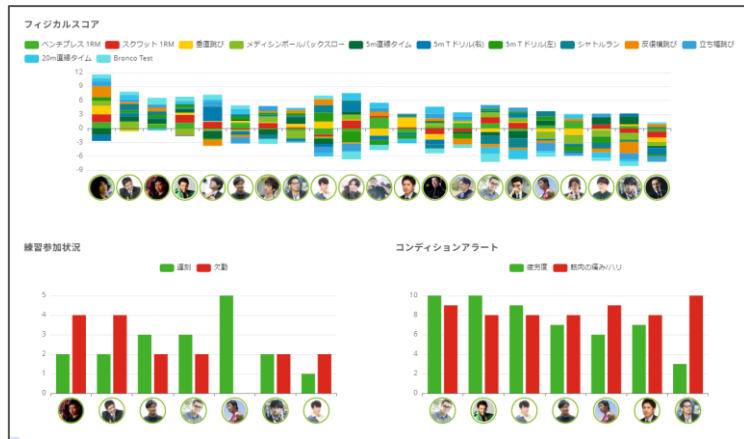 フィジカルスコア
ベンチプレス 1RM スクワット 1RM 垂直跳び メディシンボールバックスロー 5m直線タイム 5m T ドリル(右) 5m T ドリル(左) シャトルラン 反復横跳び 立ち幅跳び
20m直線タイム Bronco Test
12
9
6
3
0
-3
-6
-9
練習参加状況 コンディションアラート
遅刻 欠勤 疲労度 筋肉の痛み/ハリ
5 10
4 8
3 6
2 4
1 2
0 0